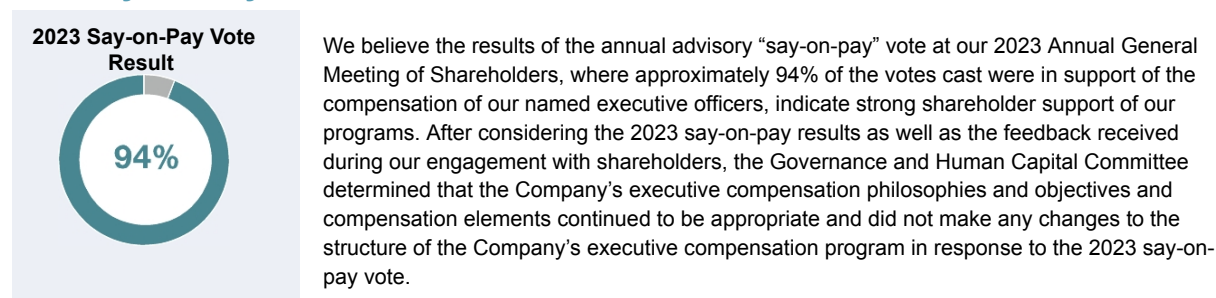 2023 Say-on-Pay Vote
Result
94%
We believe the results of the annual advisory “say-on-pay” vote at our 2023 Annual General
Meeting of Shareholders, where approximately 94% of the votes cast were in support of the
compensation of our named executive officers, indicate strong shareholder support of our
programs. After considering the 2023 say-on-pay results as well as the feedback received
during our engagement with shareholders, the Governance and Human Capital Committee
determined that the Company’s executive compensation philosophies and objectives and
compensation elements continued to be appropriate and did not make any changes to the
structure of the Company’s executive compensation program in response to the 2023 say-on-
pay vote.